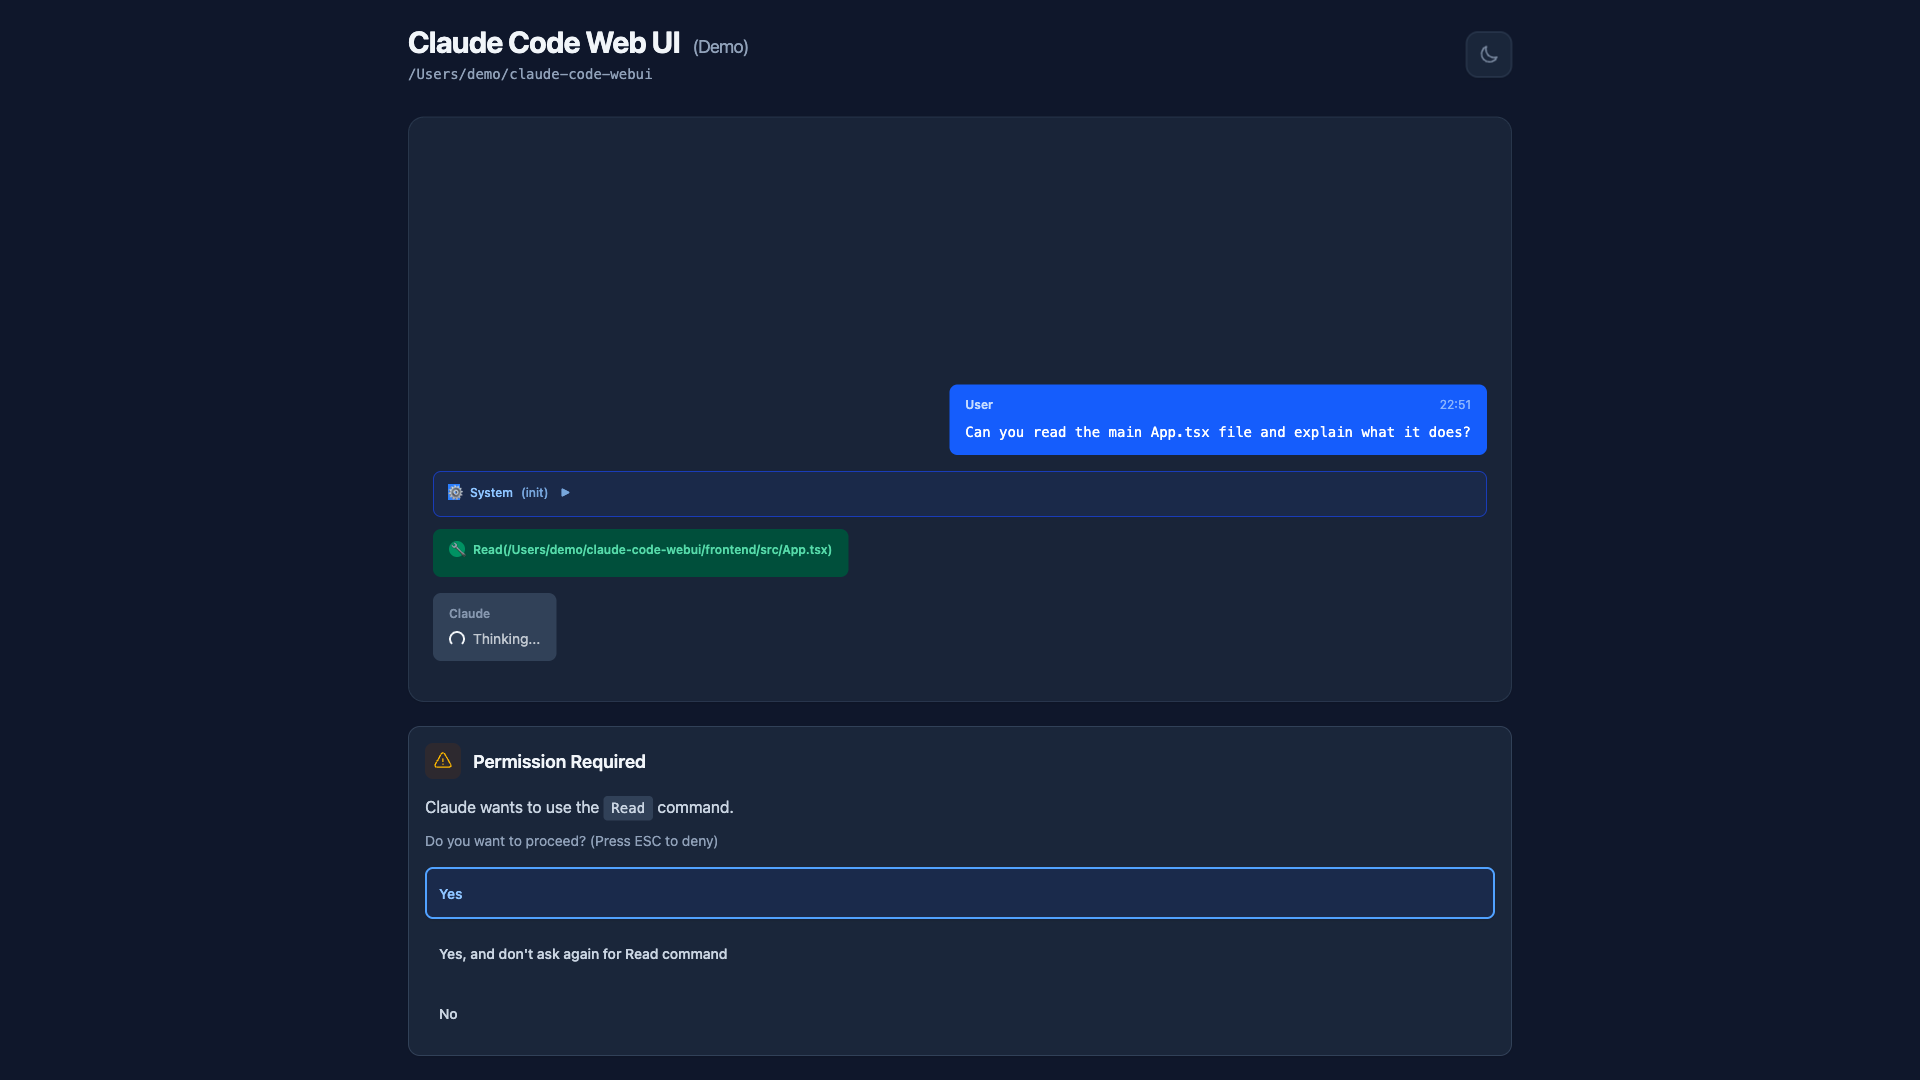 Claude Code Web UI (Demo)
/Users/demo/claude-code-webui
User 22:51
Can you read the main App.tsx file and explain what it does?
System (init)
Read(/Users/demo/claude-code-webui/frontend/src/App.tsx)
Claude
Thinking...
Permission Required
Claude wants to use the Read command.
Do you want to proceed? (Press ESC to deny)
Yes
Yes, and don't ask again for Read command
No